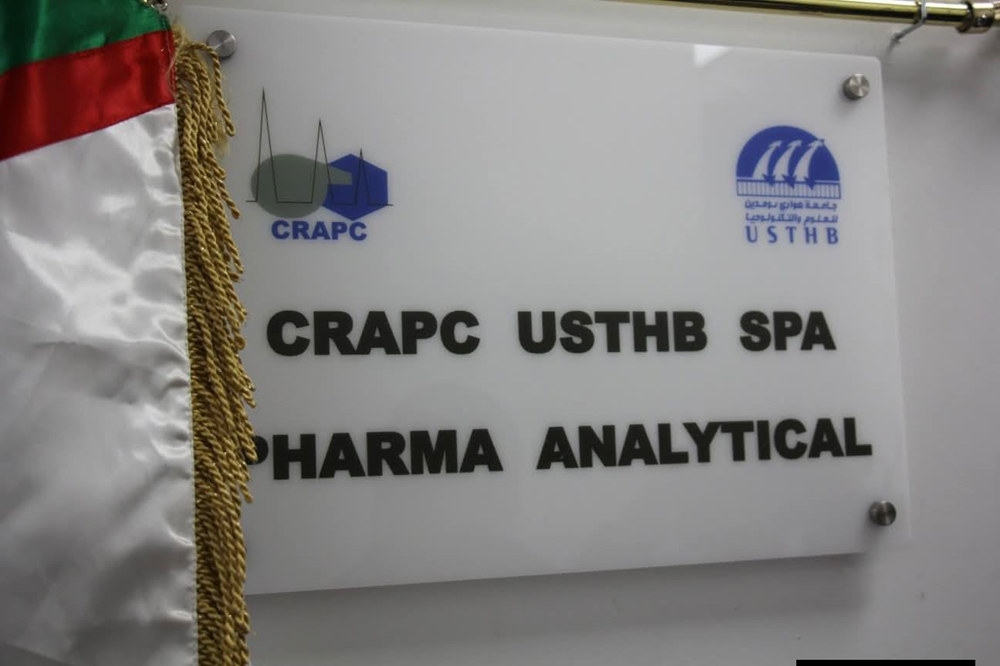 CRAPC
جامعة هواري بومدين
للعلوم والتكنولوجيا
USTHB
CRAPC USTHB SPA
PHARMA ANALYTICAL